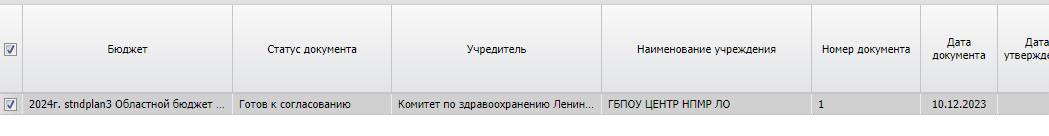 Бюджет
Статус документа
Учредитель
Наименование учреждения
Номер документа
Дата документа
Дата утвержде
2024г. stndplan3 Областной бюджет ...
Готов к согласованию
Комитет по здравоохранению Ленин...
ГБПОУ ЦЕНТР НПМР ЛО
1
10.12.2023